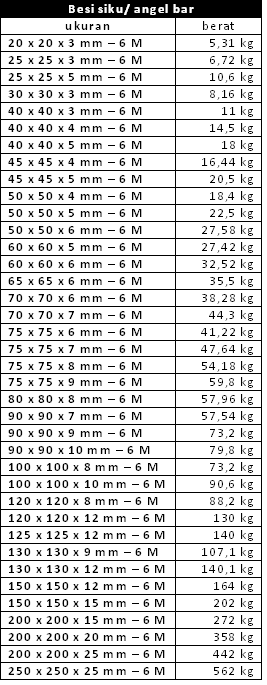 Besi siku/ angel bar
ukuran berat
20 x 20 x 3 mm – 6 M 5,31 kg
25 x 25 x 3 mm – 6 M 6,72 kg
25 x 25 x 5 mm – 6 M 10,6 kg
30 x 30 x 3 mm – 6 M 8,16 kg
40 x 40 x 3 mm – 6 M 11 kg
40 x 40 x 4 mm – 6 M 14,5 kg
40 x 40 x 5 mm – 6 M 18 kg
45 x 45 x 4 mm – 6 M 16,44 kg
45 x 45 x 5 mm – 6 M 20,5 kg
50 x 50 x 4 mm – 6 M 18,4 kg
50 x 50 x 5 mm – 6 M 22,5 kg
50 x 50 x 6 mm – 6 M 27,58 kg
60 x 60 x 5 mm – 6 M 27,42 kg
60 x 60 x 6 mm – 6 M 32,52 kg
65 x 65 x 6 mm – 6 M 35,5 kg
70 x 70 x 6 mm – 6 M 38,28 kg
70 x 70 x 7 mm – 6 M 44,3 kg
75 x 75 x 6 mm – 6 M 41,22 kg
75 x 75 x 7 mm – 6 M 47,64 kg
75 x 75 x 8 mm – 6 M 54,18 kg
75 x 75 x 9 mm – 6 M 59,8 kg
80 x 80 x 8 mm – 6 M 57,96 kg
90 x 90 x 7 mm – 6 M 57,54 kg
90 x 90 x 9 mm – 6 M 73,2 kg
90 x 90 x 10 mm – 6 M 79,8 kg
100 x 100 x 8 mm – 6 M 73,2 kg
100 x 100 x 10 mm – 6 M 90,6 kg
120 x 120 x 8 mm – 6 M 88,2 kg
120 x 120 x 12 mm – 6 M 130 kg
125 x 125 x 12 mm – 6 M 140 kg
130 x 130 x 9 mm – 6 M 107,1 kg
130 x 130 x 12 mm – 6 M 140,1 kg
150 x 150 x 12 mm – 6 M 164 kg
150 x 150 x 15 mm – 6 M 202 kg
200 x 200 x 15 mm – 6 M 272 kg
200 x 200 x 20 mm – 6 M 358 kg
200 x 200 x 25 mm – 6 M 442 kg
250 x 250 x 25 mm – 6 M 562 kg